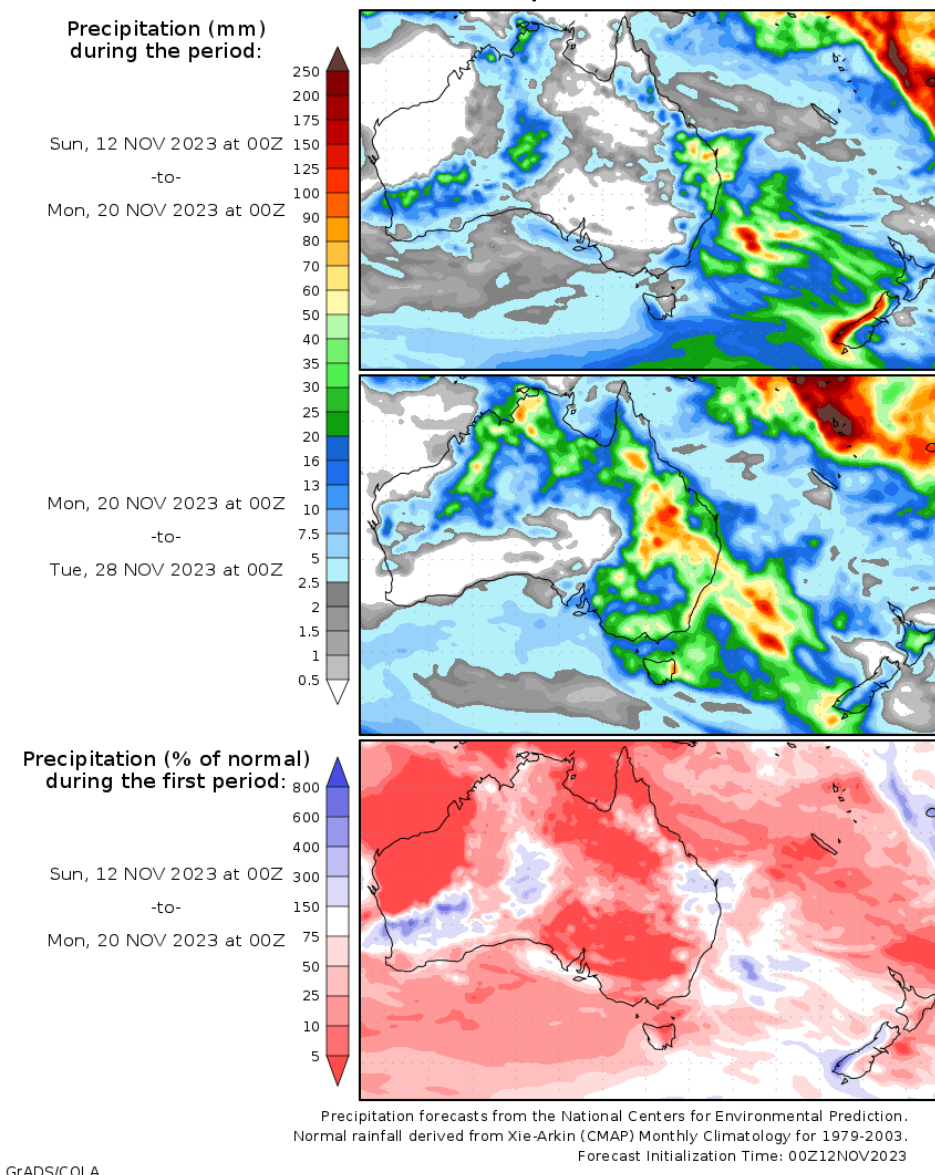 Precipitation (mm)
during the period:
250
200
175
150
125
100
90
80
70
60
50
40
35
30
25
20
16
13
10
7.5
5
2.5
2
1.5
1
0.5
Sun, 12 NOV 2023 at 00Z
-to-
Mon, 20 NOV 2023 at 00Z
Mon, 20 NOV 2023 at 00Z
-to-
Tue, 28 NOV 2023 at 00Z
Precipitation (% of normal)
during the first period:
800
600
400
300
150
75
50
25
10
5
Sun, 12 NOV 2023 at 00Z
-to-
Mon, 20 NOV 2023 at 00Z
Precipitation forecasts from the National Centers for Environmental Prediction.
Normal rainfall derived from Xie-Arkin (CMAP) Monthly Climatology for 1979-2003.
Forecast Initialization Time: 00Z12NOV2023
GrADS/COLA